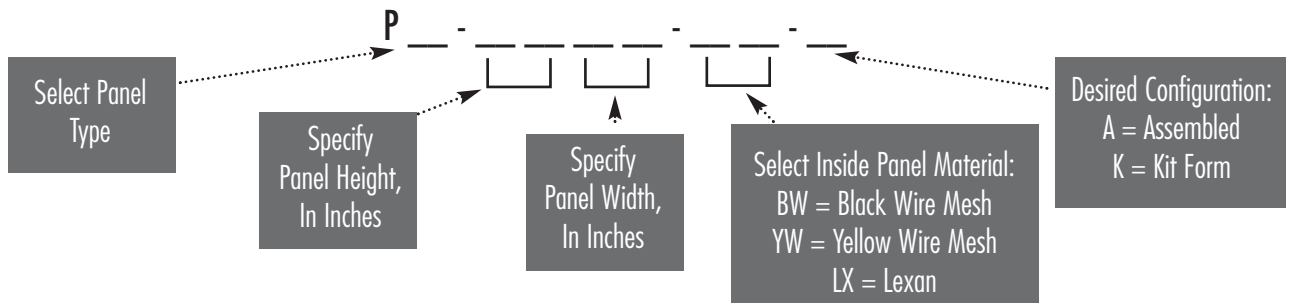 P __ - __ __ __ __ - __ __ - __
Select Panel
Type
Specify
Panel Height,
In Inches
Specify
Panel Width,
In Inches
Select Inside Panel Material:
BW = Black Wire Mesh
YW = Yellow Wire Mesh
LX = Lexan
Desired Configuration:
A = Assembled
K = Kit Form